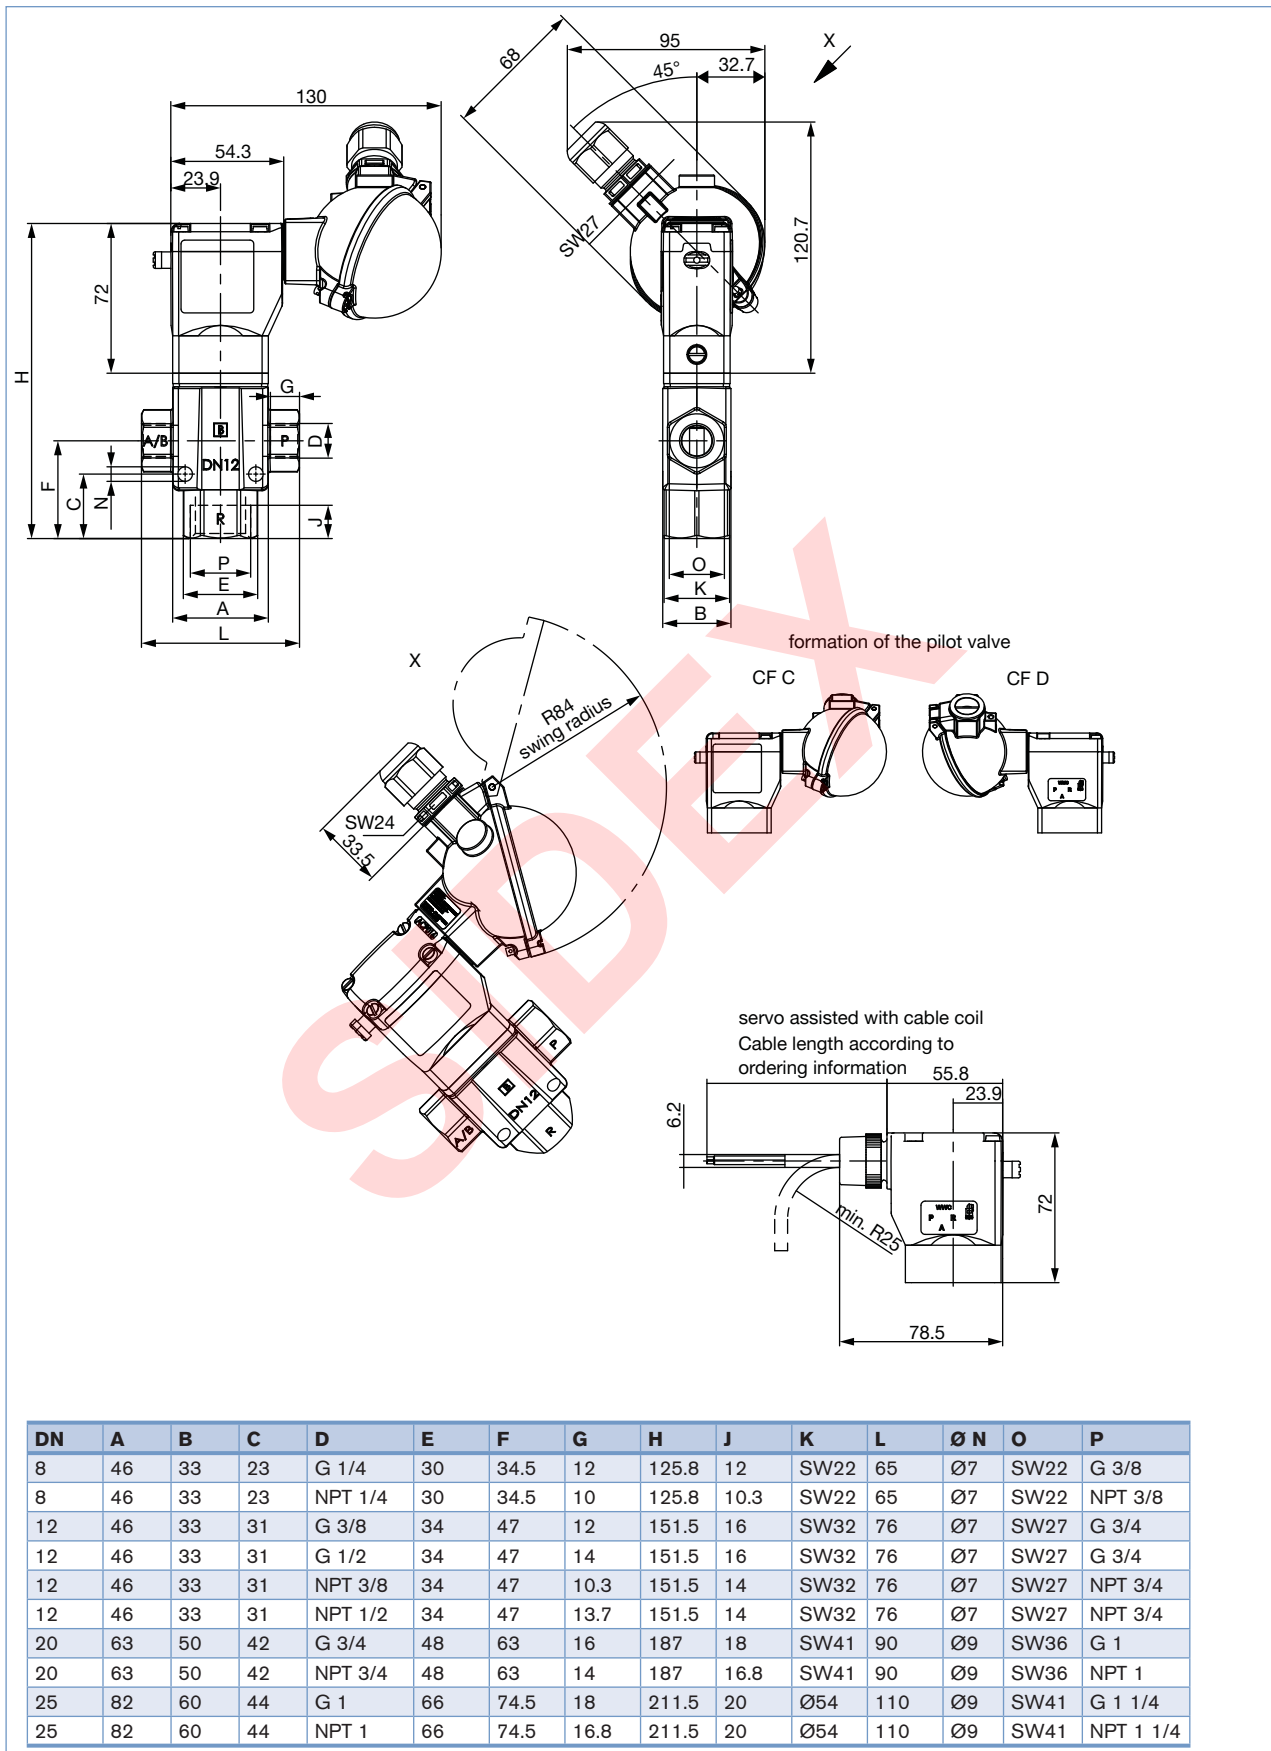 95
68
X
45°
32.7
130
54.3
23.9
SW27
120.7
72
H
G
A/B
B
P
D
DN12
F
C
N
R
J
P
E
A
L
O
K
B
formation of the pilot valve
X
CF C
CF D
R84
swing radius
SW24
33.5
P
R
A
P
B
DN12
A/B
R
servo assisted with cable coil
Cable length according to
ordering information
55.8
23.9
6.2
WWO
P R
A
72
min. R25
78.5
SIDEX
DN A B C D E F G H J K L Ø N O P
8 46 33 23 G 1/4 30 34.5 12 125.8 12 SW22 65 Ø7 SW22 G 3/8
8 46 33 23 NPT 1/4 30 34.5 10 125.8 10.3 SW22 65 Ø7 SW22 NPT 3/8
12 46 33 31 G 3/8 34 47 12 151.5 16 SW32 76 Ø7 SW27 G 3/4
12 46 33 31 G 1/2 34 47 14 151.5 16 SW32 76 Ø7 SW27 G 3/4
12 46 33 31 NPT 3/8 34 47 10.3 151.5 14 SW32 76 Ø7 SW27 NPT 3/4
12 46 33 31 NPT 1/2 34 47 13.7 151.5 14 SW32 76 Ø7 SW27 NPT 3/4
20 63 50 42 G 3/4 48 63 16 187 18 SW41 90 Ø9 SW36 G 1
20 63 50 42 NPT 3/4 48 63 14 187 16.8 SW41 90 Ø9 SW36 NPT 1
25 82 60 44 G 1 66 74.5 18 211.5 20 Ø54 110 Ø9 SW41 G 1 1/4
25 82 60 44 NPT 1 66 74.5 16.8 211.5 20 Ø54 110 Ø9 SW41 NPT 1 1/4